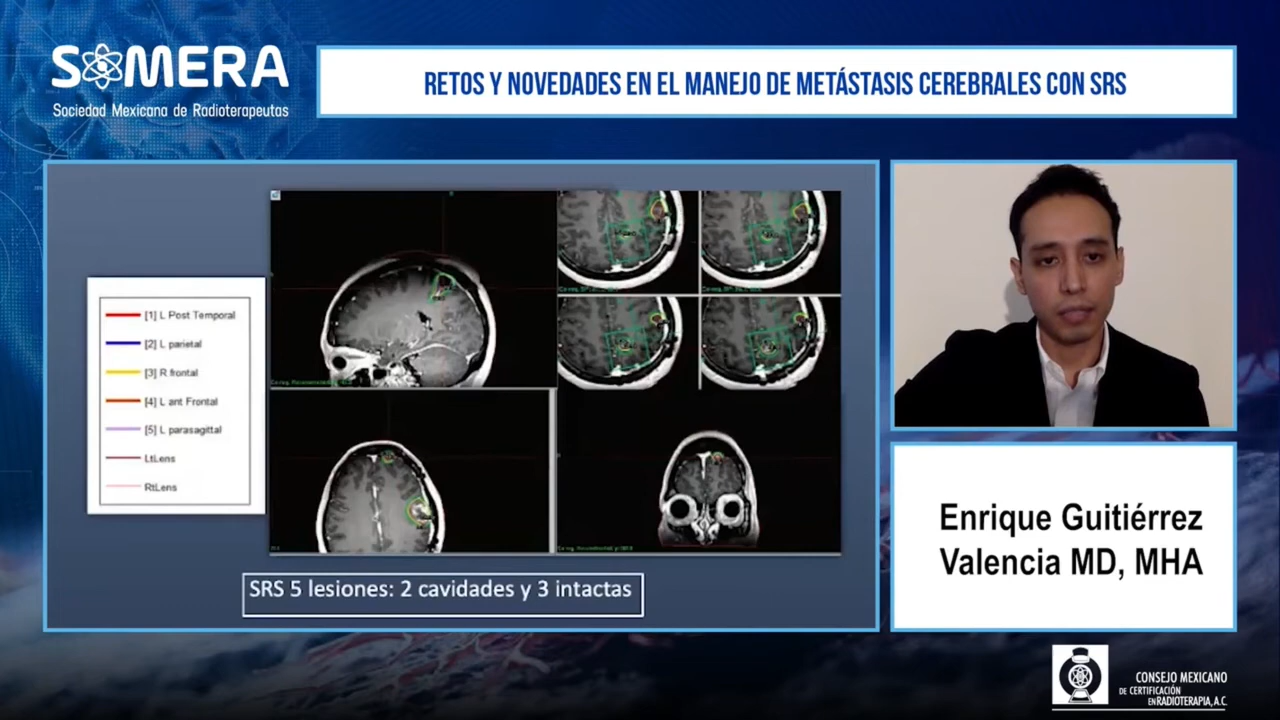 SOMERA
Sociedad Mexicana de Radioterapeutas
RETOS Y NOVEDADES EN EL MANEJO DE METÁSTASIS CEREBRALES CON SRS
[1] L Post Temporal
[2] L parietal
[3] R frontal
[4] L ant Frontal
[5] L parasagittal
LtLens
RtLens
SRS 5 lesiones: 2 cavidades y 3 intactas
Enrique Guitiérrez
Valencia MD, MHA
CONSEJO MEXICANO
DE CERTIFICACIÓN
EN RADIOTERAPIA, A.C.